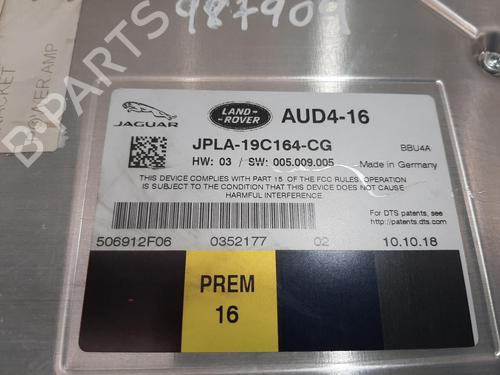 987909
B-PARTS
POWER AMP
JAGUAR
LAND-
-ROVER
AUD4-16
JPLA-19C164-CG
BBU4A
HW: 03 / SW: 005.009.005
Made in Germany
THIS DEVICE COMPLIES WITH PART 15 OF THE FCC RULES. OPERATION
IS SUBJECT TO THE CONDITION THAT THIS DEVICE DOES NOT CAUSE
HARMFUL INTERFERENCE.
For DTS patents, see
http://patents.dts.com
506912F06 0352177 02 10.10.18
PREM
16